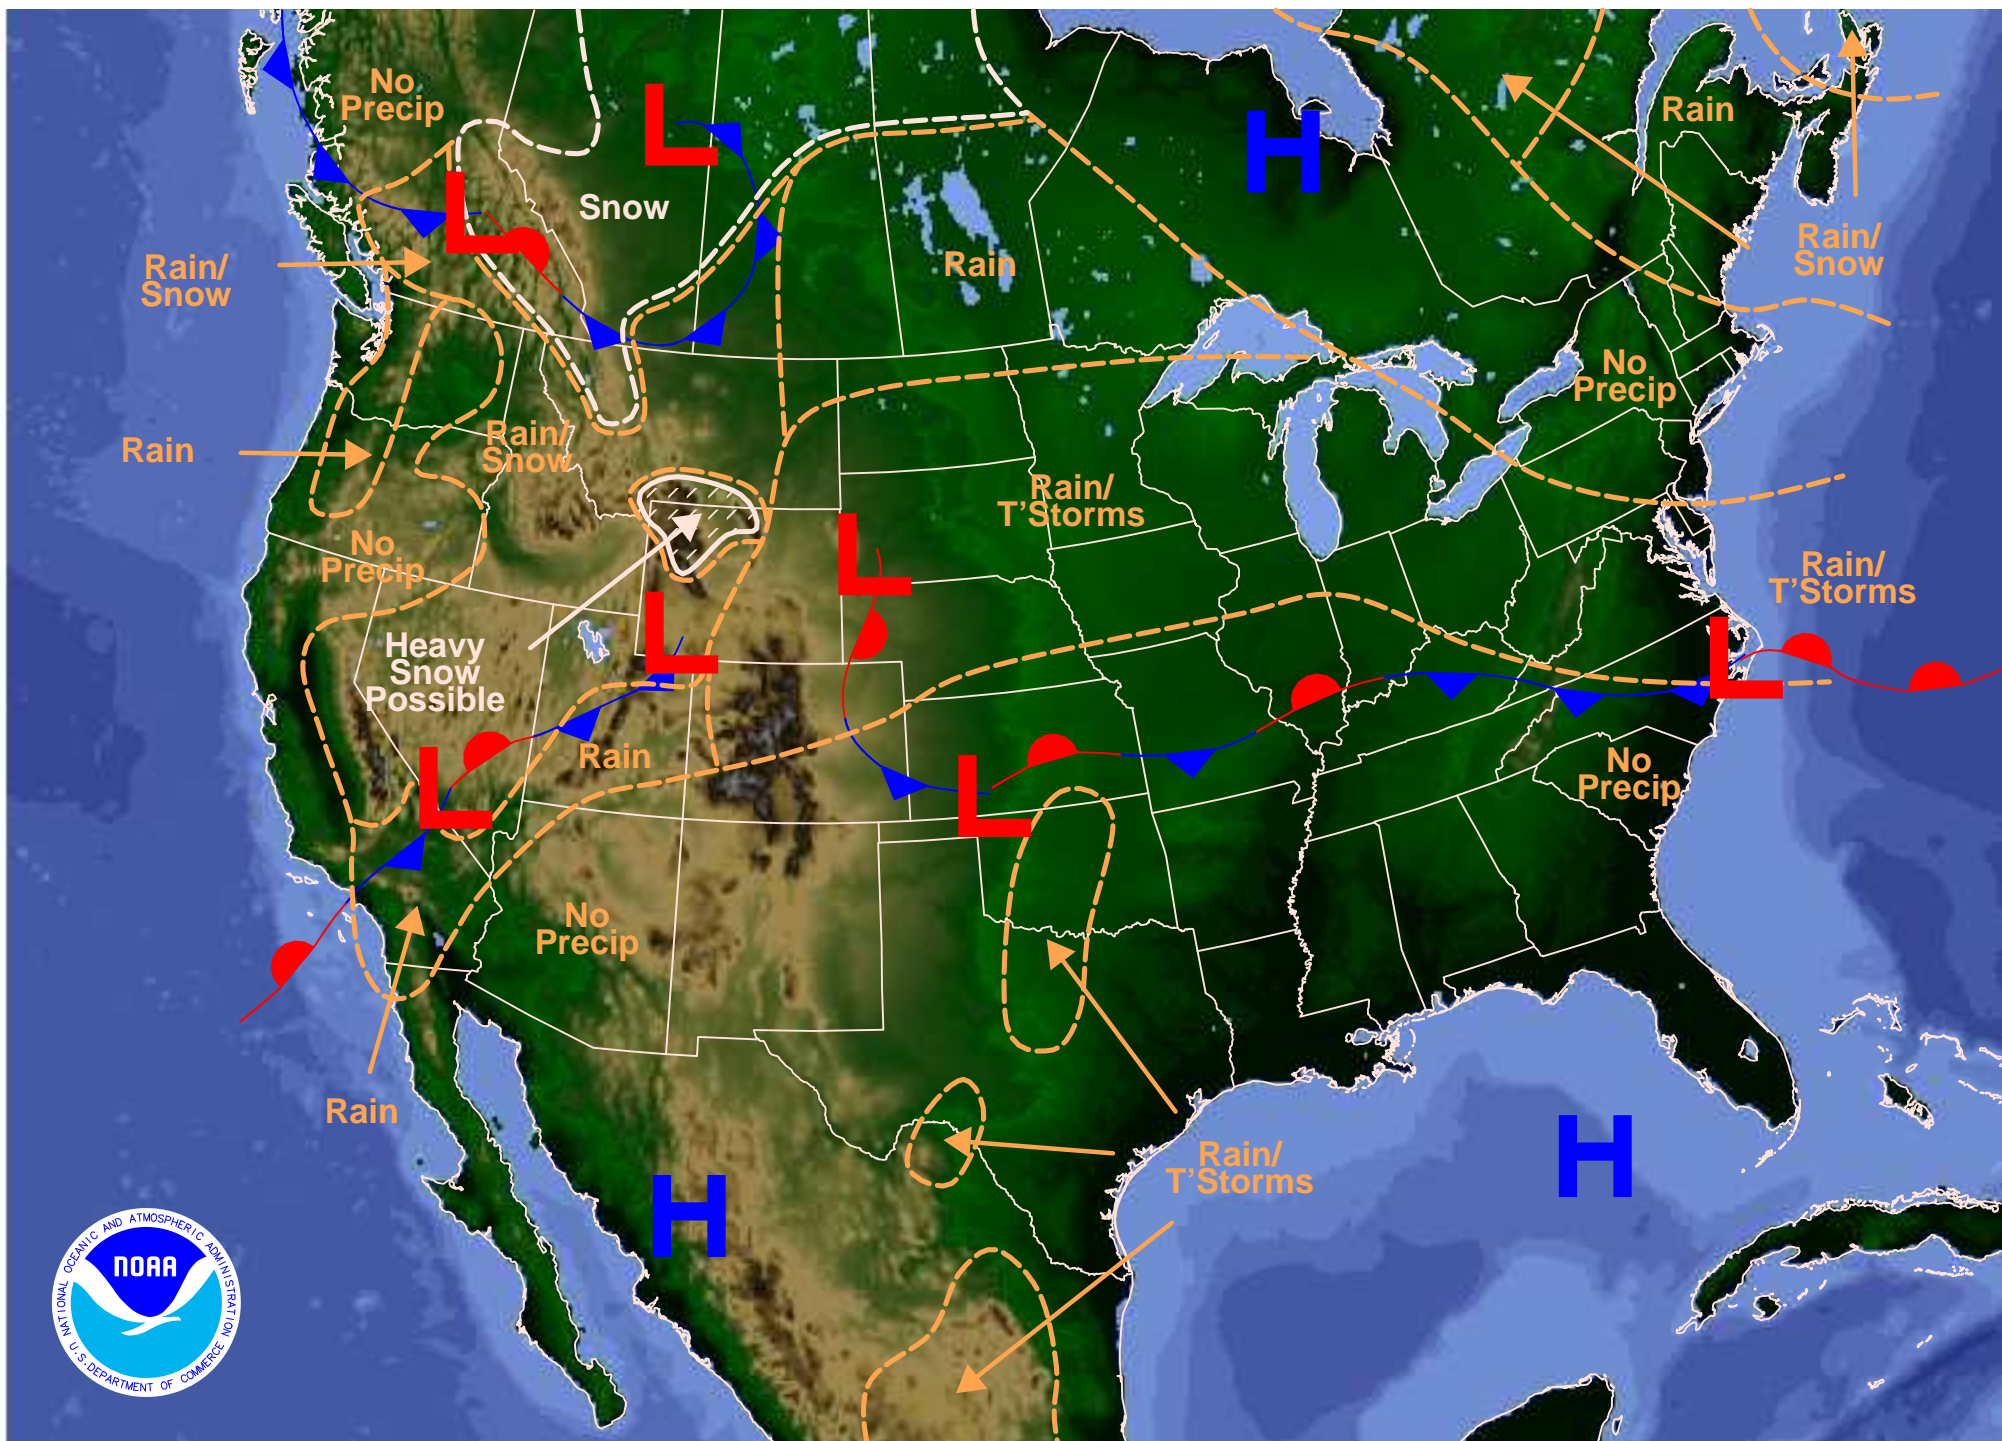 No
Precip
Rain
L
H
Snow
L
Rain
Rain/
Snow
Rain/
Snow
No
Precip
Rain
Rain/
Snow
Rain/
T'Storms
No
Precip
L
Rain/
T'Storms
L
L
Heavy
Snow
Possible
Rain
L
L
No
Precip
No
Precip
Rain
H
H
Rain/
T'Storms
NATIONAL OCEANIC AND ATMOSPHERIC ADMINISTRATION
NOAA
U.S. DEPARTMENT OF COMMERCE